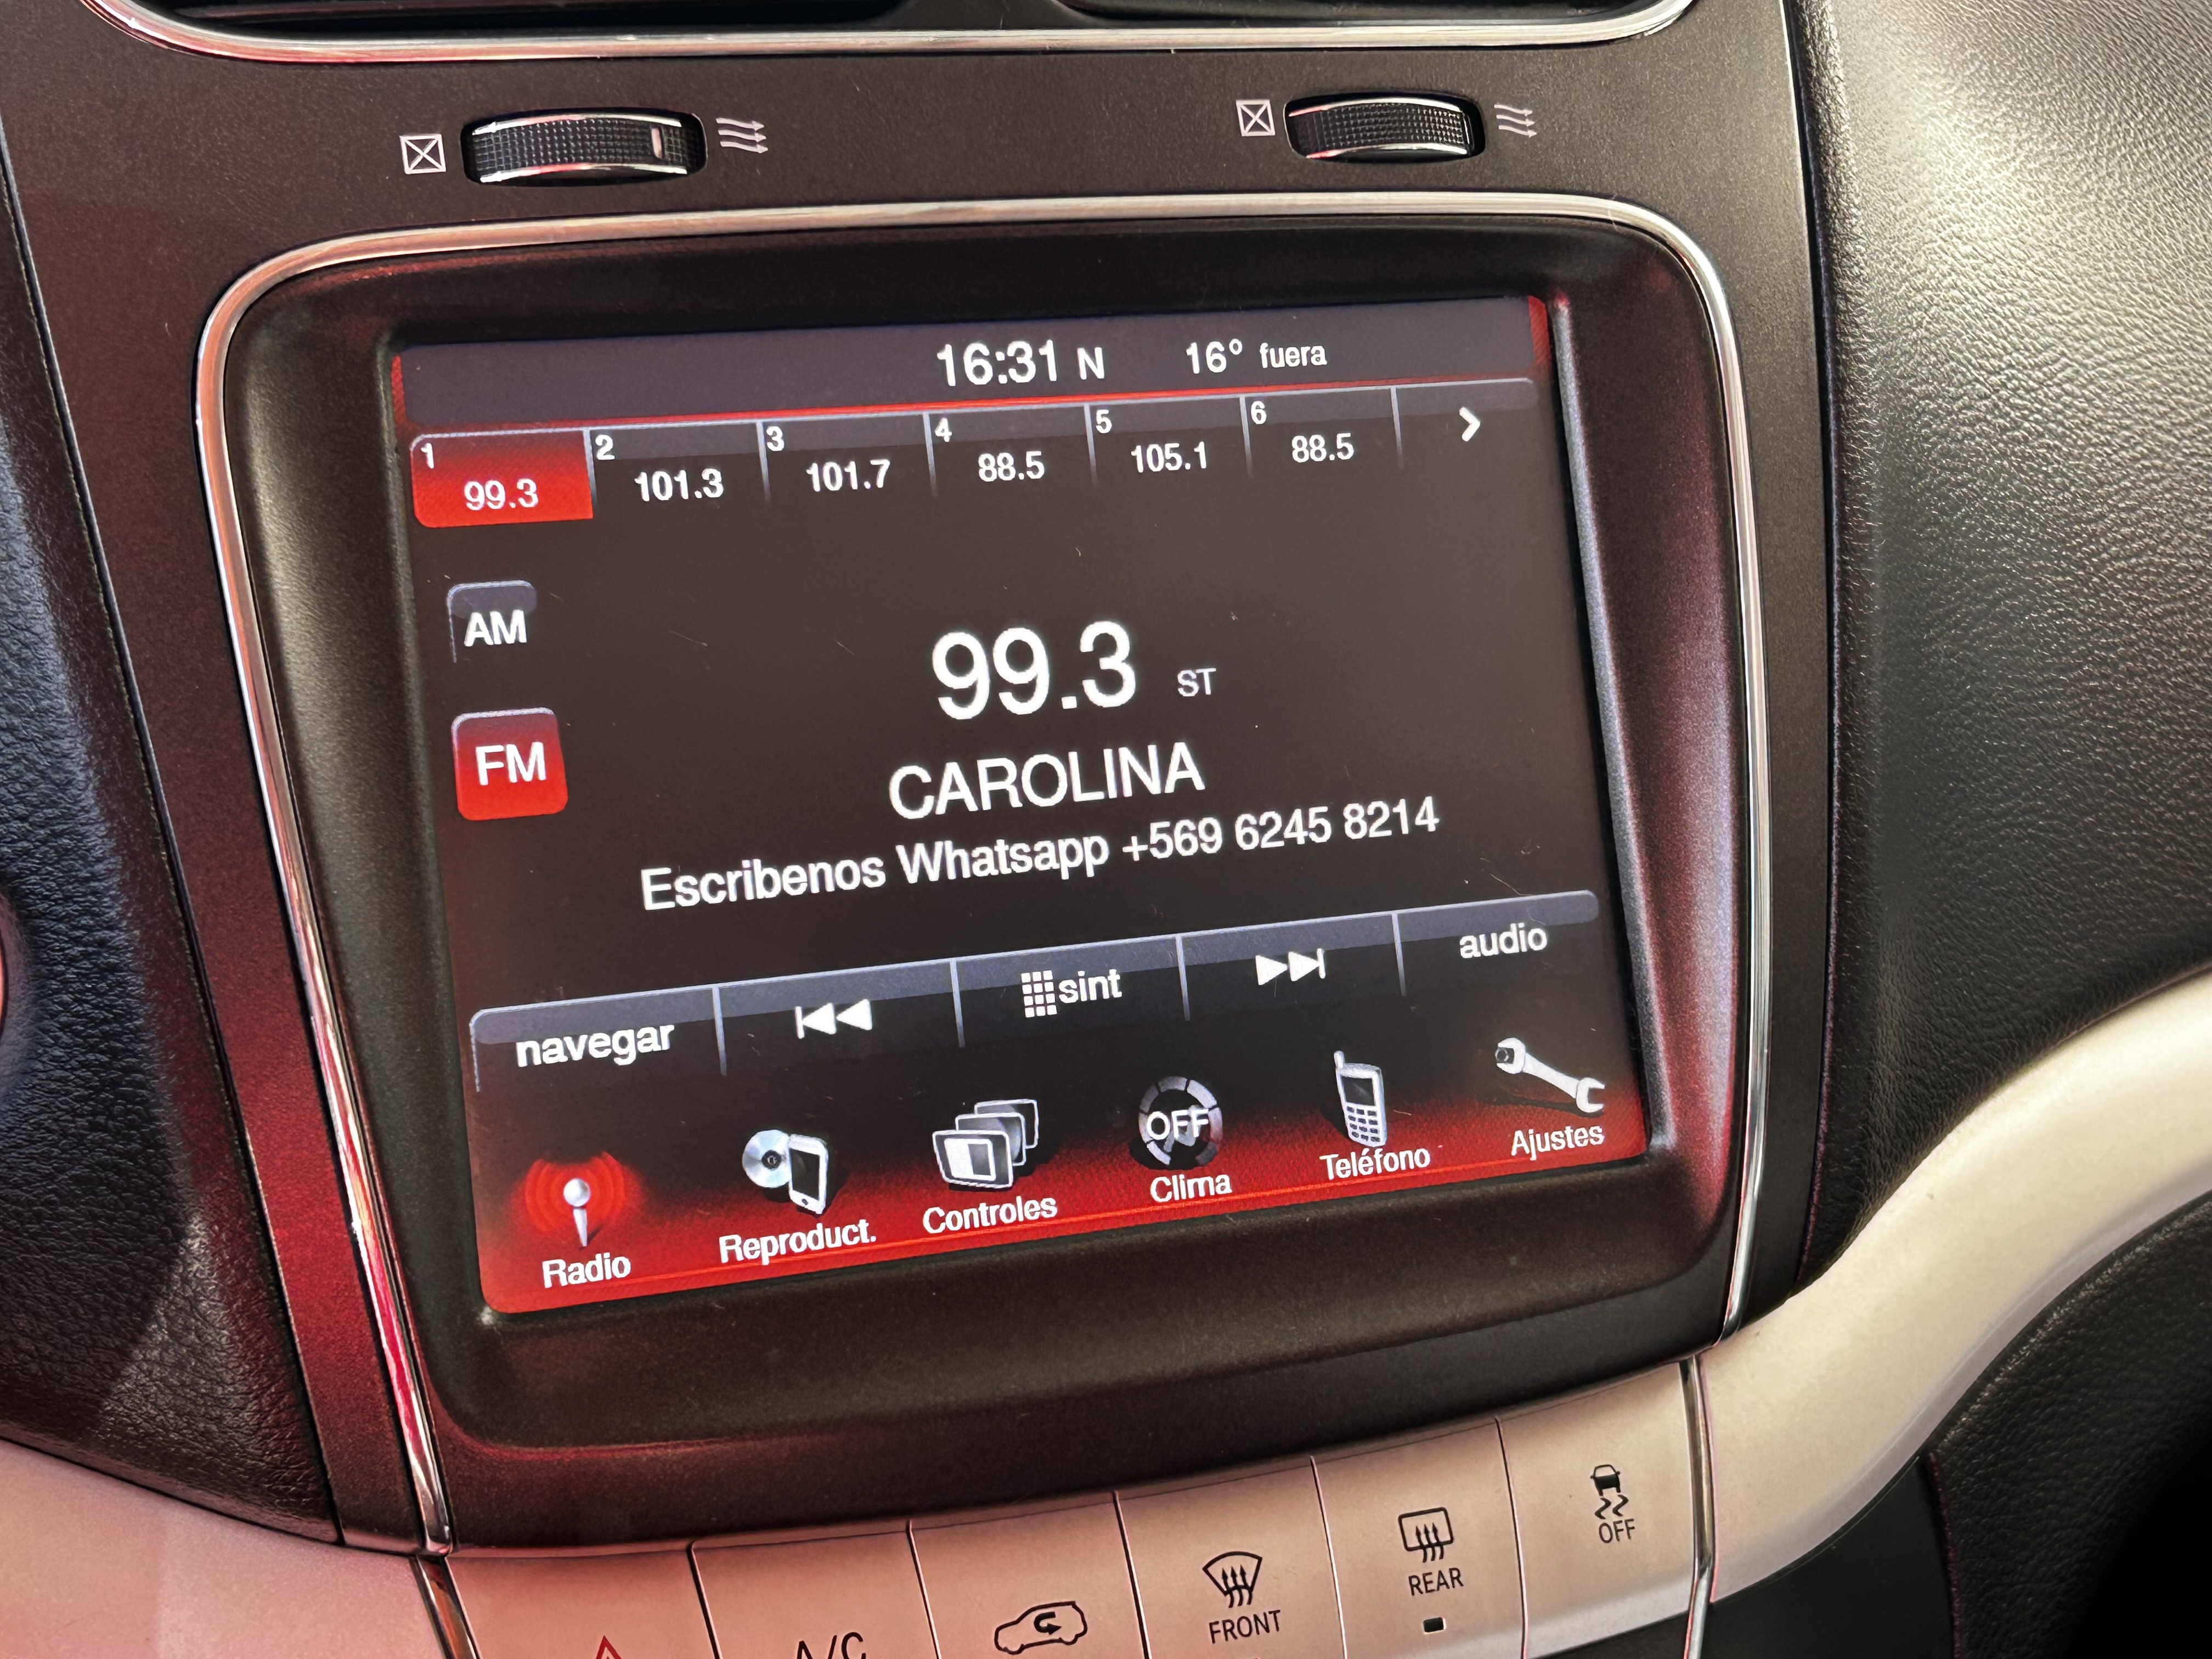 16:31 N 16° fuera
1 2 3 4 5 6
99.3 101.3 101.7 88.5 105.1 88.5
AM
99.3 ST
FM
CAROLINA
Escribenos Whatsapp +569 6245 8214
navegar sint audio
OFF
Radio Reproduct. Controles Clima Teléfono Ajustes
A/C FRONT REAR OFF